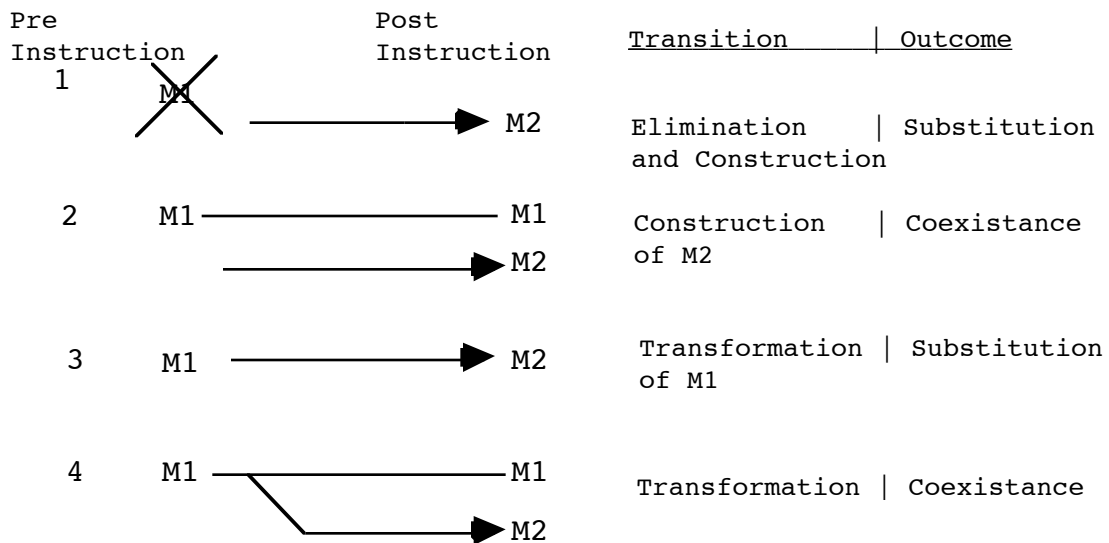 Pre Post
Instruction Instruction
Transition | Outcome
1 M1
M2
Elimination | Substitution
and Construction
2 M1 M1
Construction | Coexistance
of M2
M2
3 M1 M2
Transformation | Substitution
of M1
4 M1 M1
Transformation | Coexistance
M2